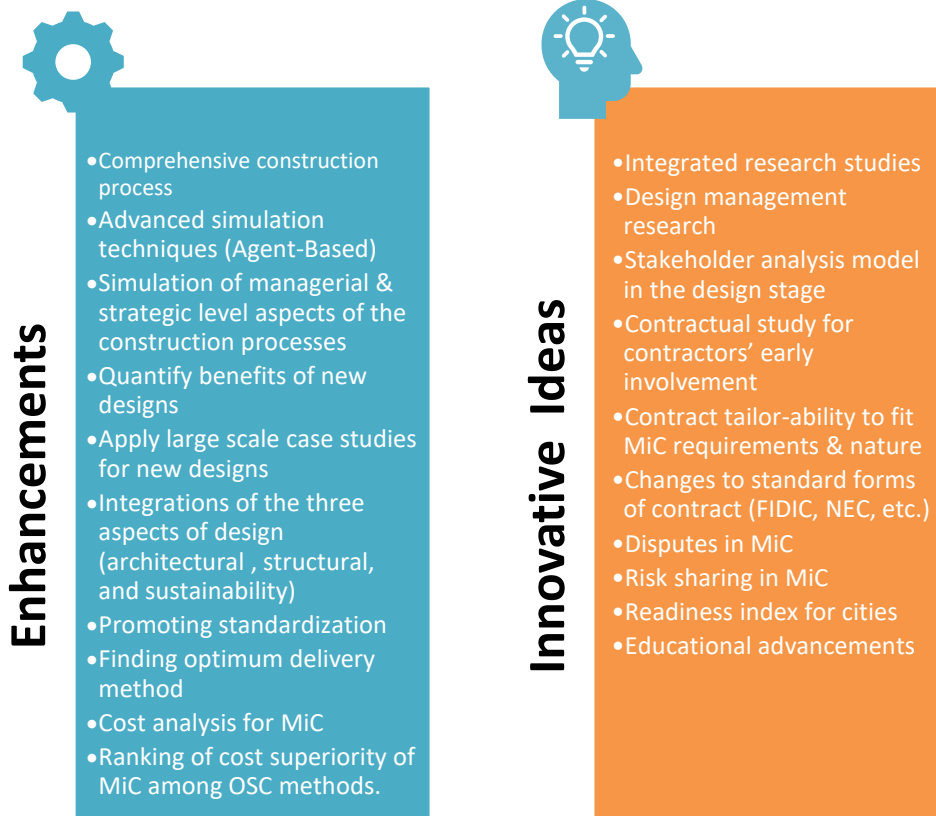 Enhancements
•Comprehensive construction
process
•Advanced simulation
techniques (Agent-Based)
•Simulation of managerial &
strategic level aspects of the
construction processes
•Quantify benefits of new
designs
•Apply large scale case studies
for new designs
•Integrations of the three
aspects of design
(architectural , structural,
and sustainability)
•Promoting standardization
•Finding optimum delivery
method
•Cost analysis for MiC
•Ranking of cost superiority of
MiC among OSC methods.
Innovative Ideas
•Integrated research studies
•Design management
research
•Stakeholder analysis model
in the design stage
•Contractual study for
contractors’ early
involvement
•Contract tailor-ability to fit
MiC requirements & nature
•Changes to standard forms
of contract (FIDIC, NEC, etc.)
•Disputes in MiC
•Risk sharing in MiC
•Readiness index for cities
•Educational advancements